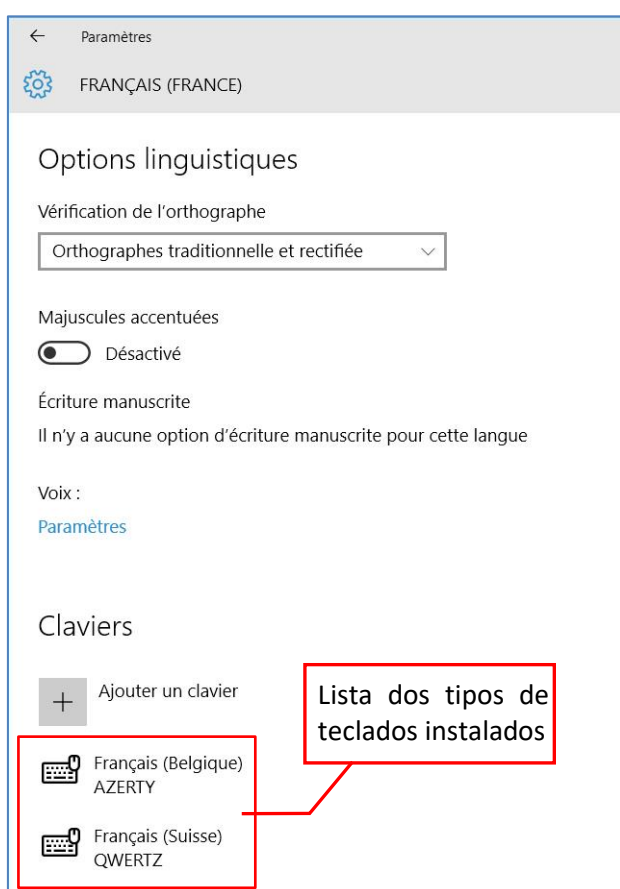 Paramètres
FRANÇAIS (FRANCE)
Options linguistiques
Vérification de l'orthographe
Orthographes traditionnelle et rectifiée
Majuscules accentuées
Désactivé
Écriture manuscrite
Il n'y a aucune option d'écriture manuscrite pour cette langue
Voix :
Paramètres
Claviers
Ajouter un clavier
Lista dos tipos de
teclados instalados
Français (Belgique)
AZERTY
Français (Suisse)
QWERTZ